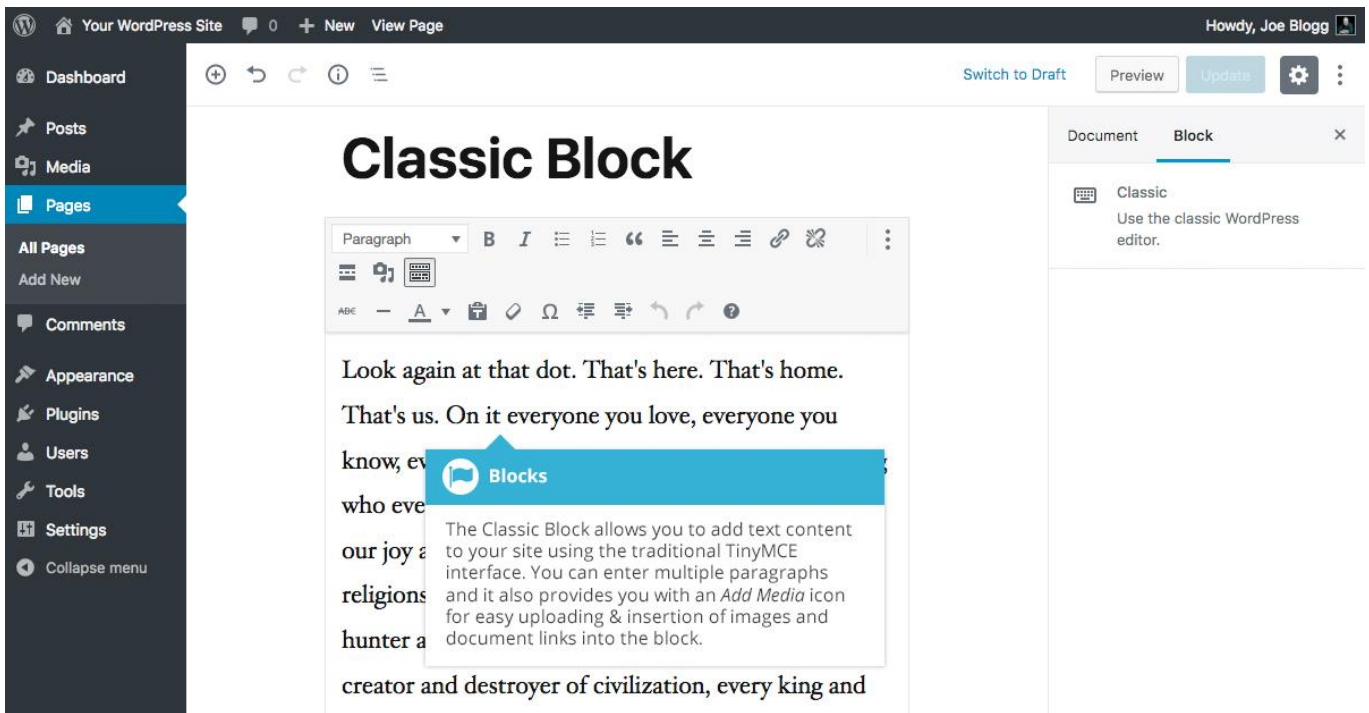 Your WordPress Site 0 + New View Page Howdy, Joe Blogg
Dashboard
Posts
Media
Pages
All Pages
Add New
Comments
Appearance
Plugins
Users
Tools
Settings
Collapse menu
Switch to Draft Preview Update
Classic Block
Paragraph B I
ABC A Ω
Look again at that dot. That's here. That's home.
That's us. On it everyone you love, everyone you
know,
who
our joy
religions
hunter
creator and destroyer of civilization, every king and
Blocks
The Classic Block allows you to add text content
to your site using the traditional TinyMCE
interface. You can enter multiple paragraphs
and it also provides you with an Add Media icon
for easy uploading & insertion of images and
document links into the block.
Document Block
Classic
Use the classic WordPress
editor.